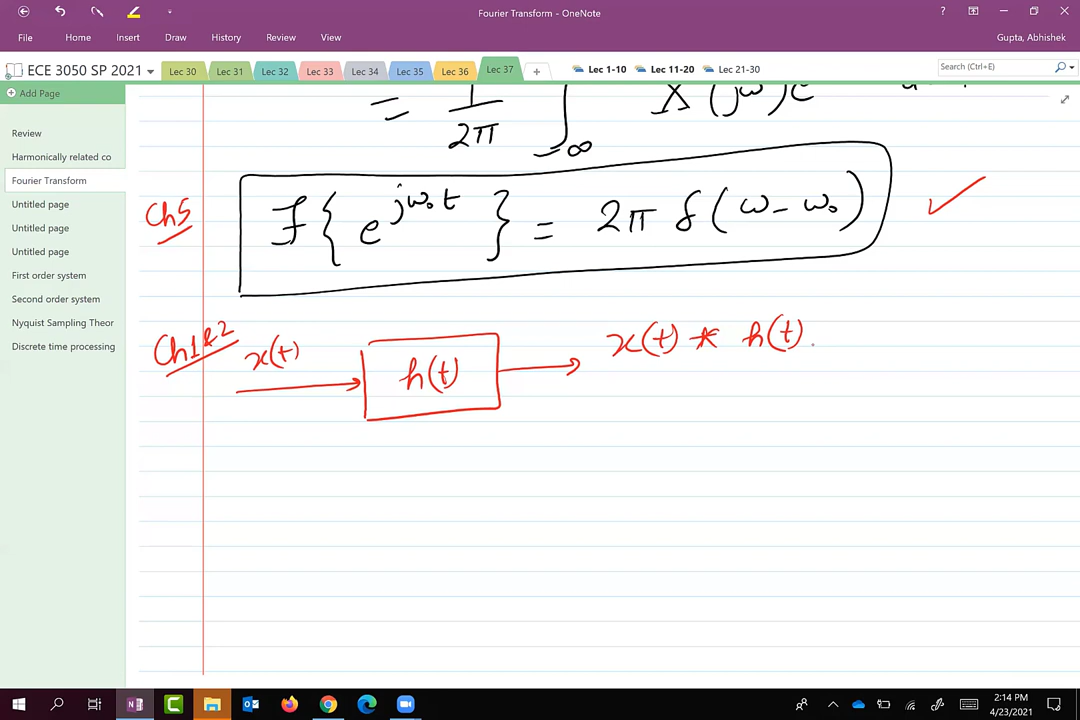 Fourier Transform - OneNote
?
File Home Insert Draw History Review View
Gupta, Abhishek
ECE 3050 SP 2021
Lec 30 Lec 31 Lec 32 Lec 33 Lec 34 Lec 35 Lec 36 Lec 37 +
Lec 1-10 Lec 11-20 Lec 21-30
Search (Ctrl+E)
Add Page
Review
Harmonically related co
Fourier Transform
Untitled page
Untitled page
Untitled page
First order system
Second order system
Nyquist Sampling Theor
Discrete time processing
= 1/2π ∫-∞ X(jω)e
Ch5
F{e^jω₀t} = 2π δ(ω-ω₀)
Ch1&2
x(t)
h(t)
x(t) * h(t).
2:14 PM
4/23/2021